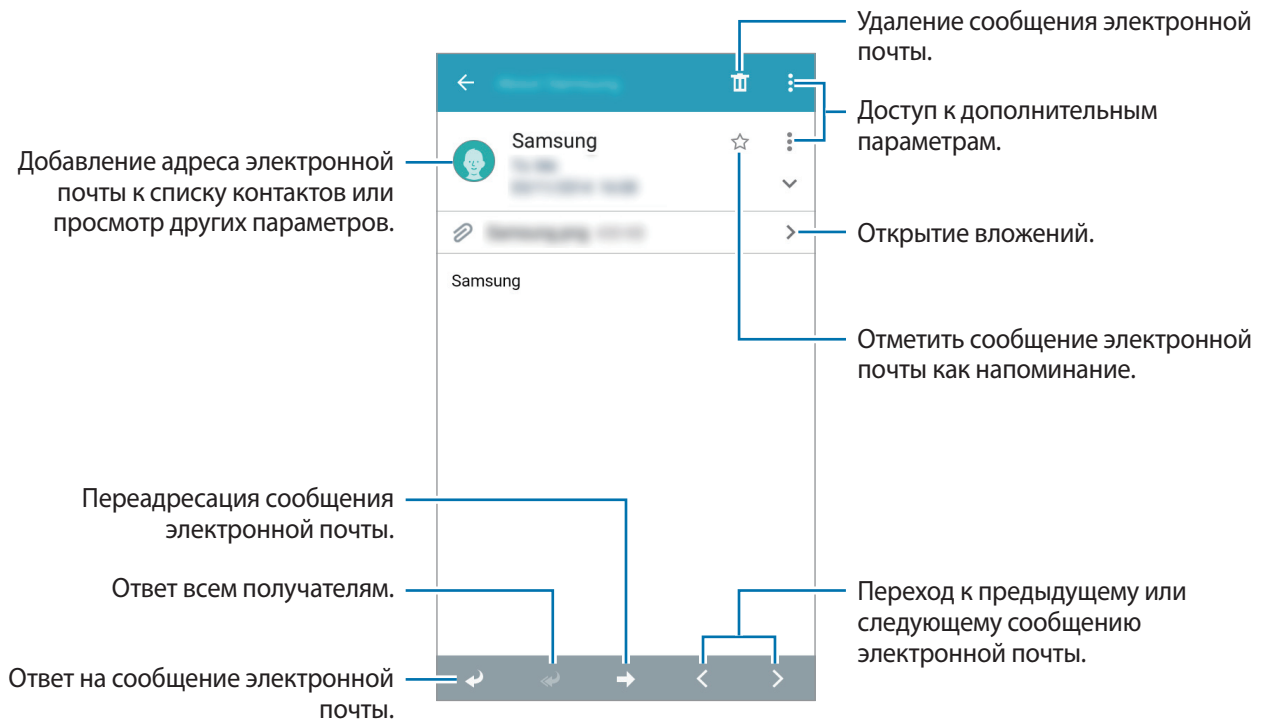 Удаление сообщения электронной
почты.
Доступ к дополнительным
параметрам.
Samsung
Добавление адреса электронной
почты к списку контактов или
просмотр других параметров.
Открытие вложений.
Samsung
Отметить сообщение электронной
почты как напоминание.
Переадресация сообщения
электронной почты.
Ответ всем получателям.
Переход к предыдущему или
следующему сообщению
электронной почты.
Ответ на сообщение электронной
почты.